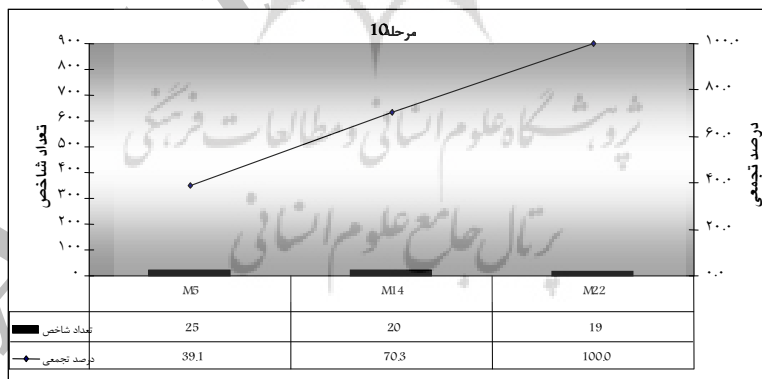 مرحله10
تعداد شاخص
درصد تجمعی
۹۰۰
۸۰۰
۷۰۰
۶۰۰
۵۰۰
۴۰۰
۳۰۰
۲۰۰
۱۰۰
۰
۱۰۰.۰
۸۰.۰
۶۰.۰
۴۰.۰
۲۰.۰
۰.۰
پژوهشگاه علوم انسانی و مطالعات فرهنگی
پرتال جامع علوم انسانی
M5 M14 M22
تعداد شاخص 25 20 19
درصد تجمعی 39.1 70.3 100.0